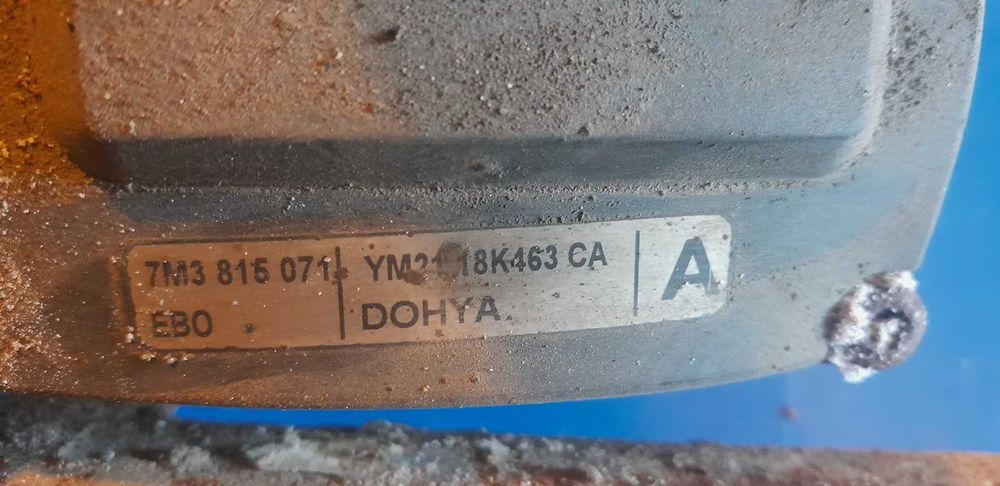 7M3 815 071 YM21 18K463 CA A
EBO DOHYA